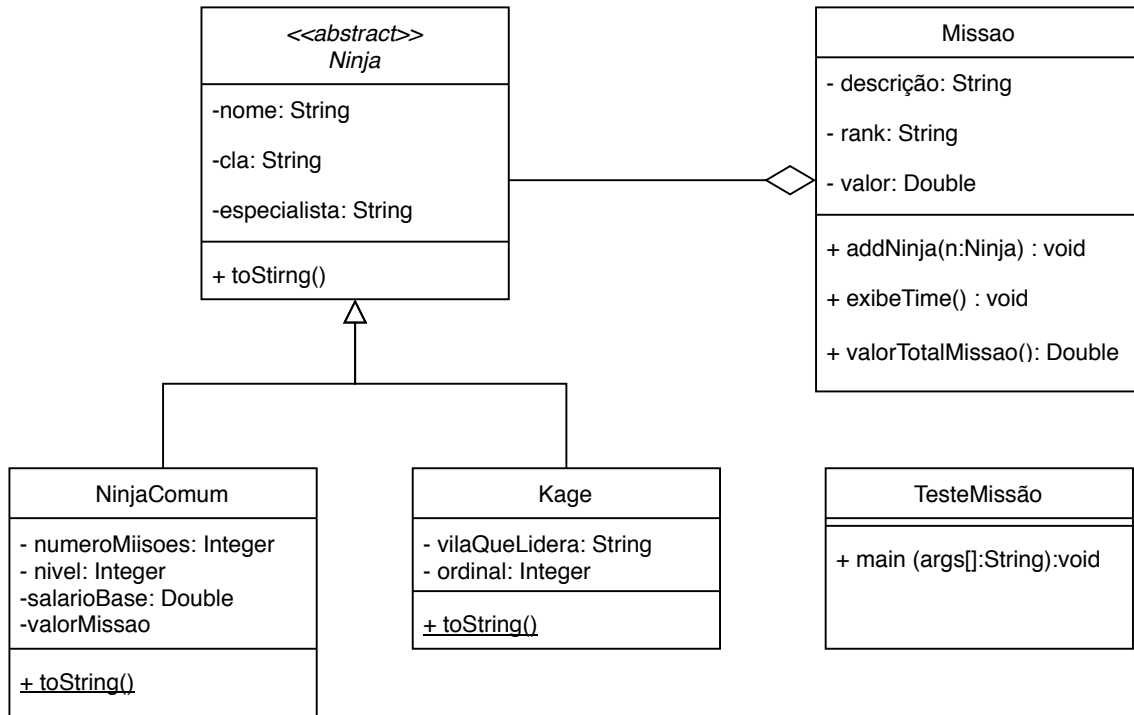 <<abstract>>
Ninja
-nome: String
-cla: String
-especialista: String
+ toStirng()
Missao
- descrição: String
- rank: String
- valor: Double
+ addNinja(n:Ninja) : void
+ exibeTime() : void
+ valorTotalMissao(): Double
NinjaComum
- numeroMiisoes: Integer
- nivel: Integer
-salarioBase: Double
-valorMissao
+ toString()
Kage
- vilaQueLidera: String
- ordinal: Integer
+ toString()
TesteMissão
+ main (args[]:String):void